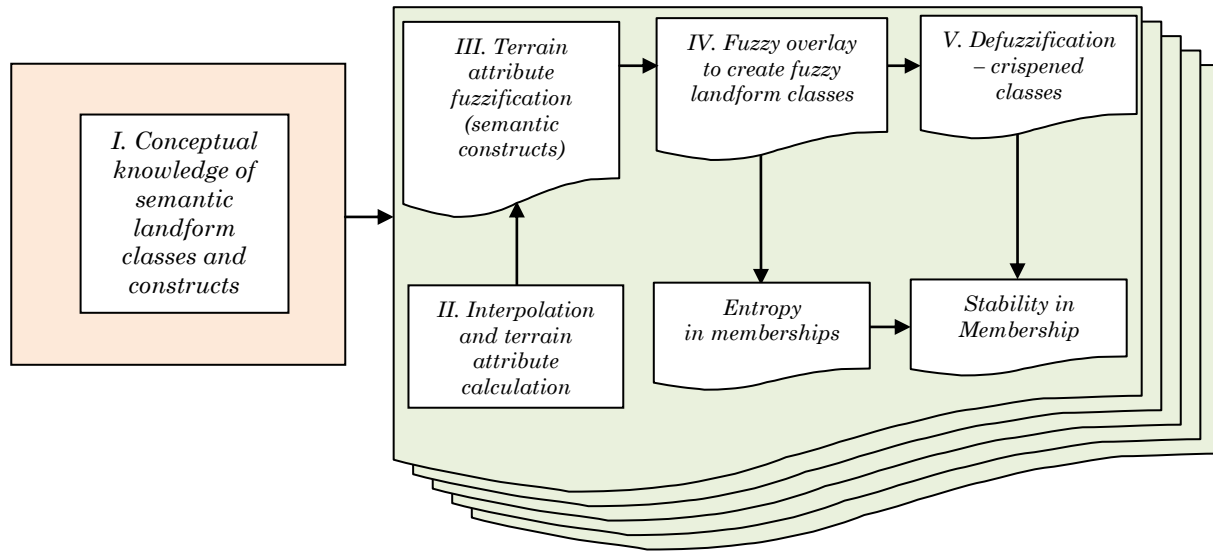 I. Conceptual
knowledge of
semantic
landform
classes and
constructs
II. Interpolation
and terrain
attribute
calculation
III. Terrain
attribute
fuzzification
(semantic
constructs)
IV. Fuzzy overlay
to create fuzzy
landform classes
V. Defuzzification
– crispened
classes
Entropy
in memberships
Stability in
Membership